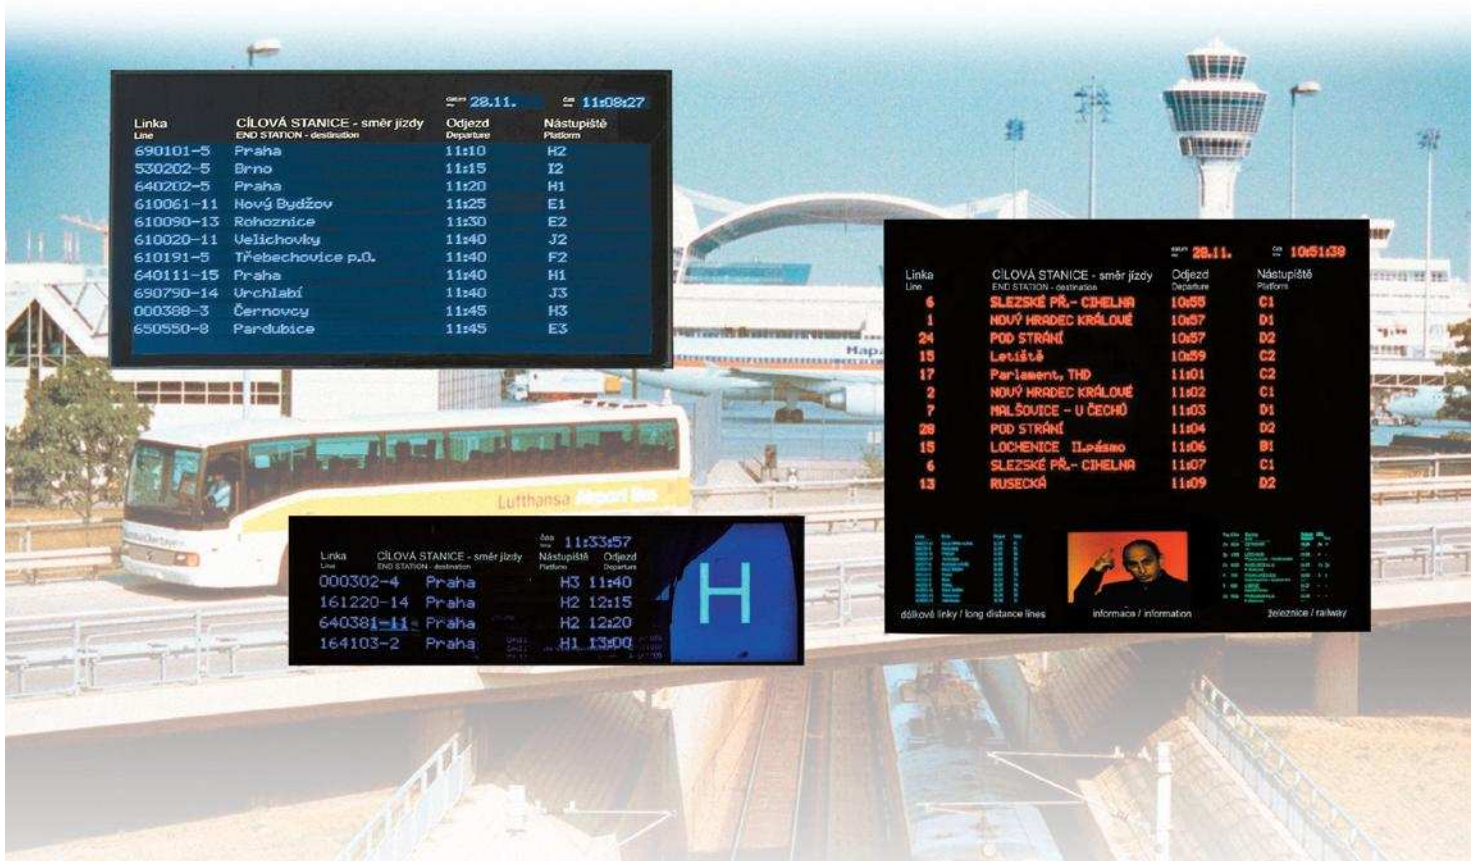 datum 28.11. čas 11:08:27
Linka CÍLOVÁ STANICE - směr jízdy Odjezd Nástupiště
Line END STATION - destination Departure Platform
690101-5 Praha 11:10 H2
530202-5 Brno 11:15 I2
640202-5 Praha 11:20 H1
610061-11 Nový Bydžov 11:25 E1
610090-13 Rohoznice 11:30 E2
610020-11 Velichovky 11:40 J2
610191-5 Třebechovice p.O. 11:40 F2
640111-15 Praha 11:40 H1
690790-14 Vrchlabí 11:40 J3
000388-3 Černovcy 11:45 H3
650550-8 Pardubice 11:45 E3
datum 28.11. čas 10:51:38
Linka CÍLOVÁ STANICE - směr jízdy Odjezd Nástupiště
Line END STATION - destination Departure Platform
6 SLEZSKÉ PŘ.- CIHELNA 10:55 C1
1 NOVÝ HRADEC KRÁLOVÉ 10:57 D1
24 POD STRÁNÍ 10:57 D2
15 Letiště 10:59 C2
17 Parlament, THD 11:01 C2
2 NOVÝ HRADEC KRÁLOVÉ 11:02 C1
7 MALŠOVICE - U ČECHŮ 11:03 D1
28 POD STRÁNÍ 11:04 D2
15 LOCHENICE II.pásmo 11:06 B1
6 SLEZSKÉ PŘ.- CIHELNA 11:07 C1
13 RUSECKÁ 11:09 D2
dálkové linky / long distance lines informace / information železnice / railway
Hapa
Lufthansa Airport Bus
čas 11:33:57
Linka CÍLOVÁ STANICE - směr jízdy Nástupiště Odjezd
Line END STATION - destination Platform Departure
000302-4 Praha H3 11:40
161220-14 Praha H2 12:15
640381-11 Praha H2 12:20
164103-2 Praha H1 13:00
H